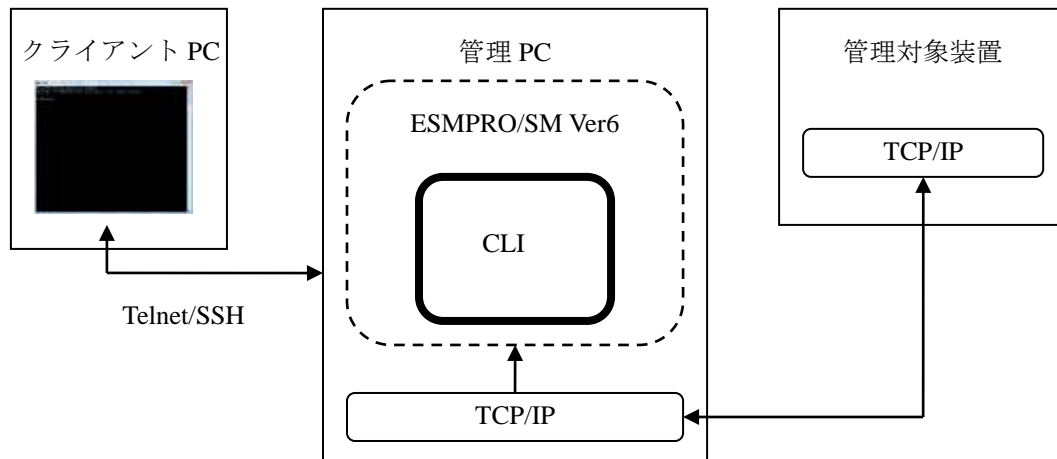 クライアント PC
Telnet/SSH
管理 PC
ESMPRO/SM Ver6
CLI
TCP/IP
管理対象装置
TCP/IP